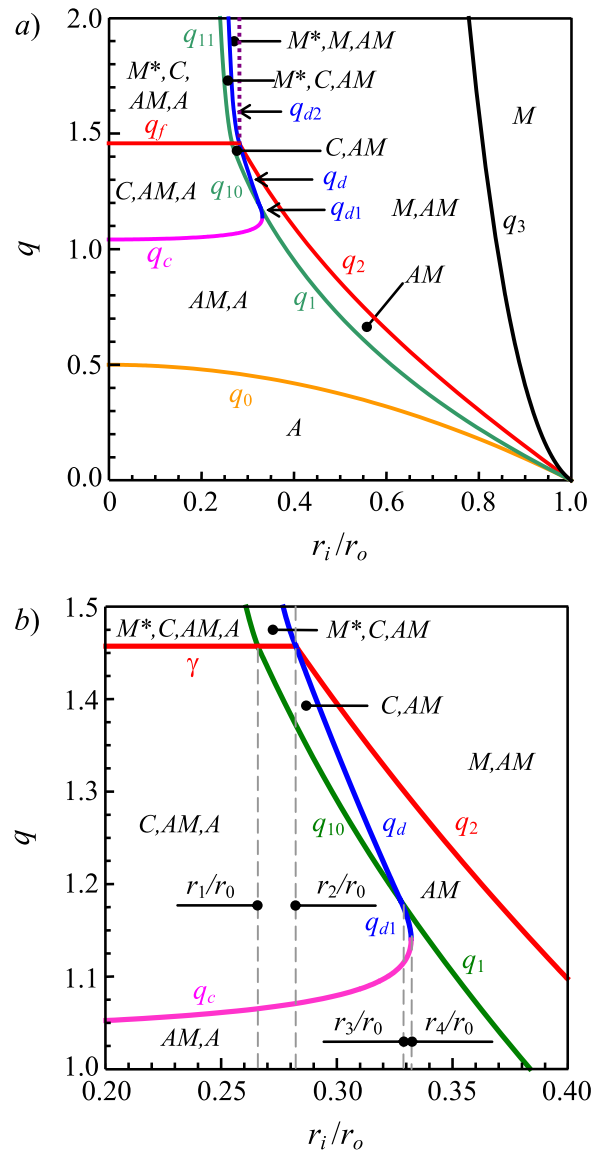 a)
2.0
q11
M*,M,AM
M*,C,
AM,A
M*,C,AM
qd2
M
1.5
qf
C,AM
C,AM,A
q10
qd
qd1
M,AM
q3
q
1.0
qc
q2
q1
AM
AM,A
0.5
q0
A
0.0
0 0.2 0.4 0.6 0.8 1.0
ri/ro
b)
1.5
M*,C,AM,A
M*,C,AM
γ
1.4
C,AM
M,AM
1.3
q
C,AM,A
q10
qd
q2
1.2
r1/r0
r2/r0
AM
qd1
1.1
qc
q1
r3/r0
r4/r0
AM,A
1.0
0.20 0.25 0.30 0.35 0.40
ri/ro